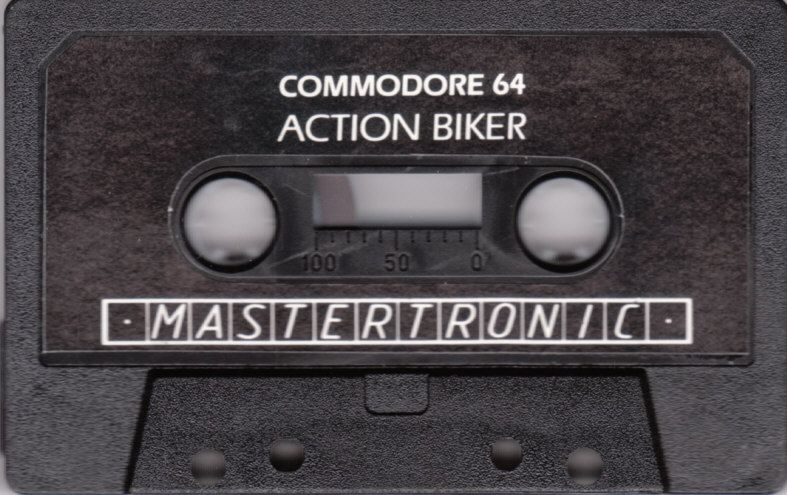 COMMODORE 64
ACTION BIKER
100 50 0
· MASTERTRONIC ·